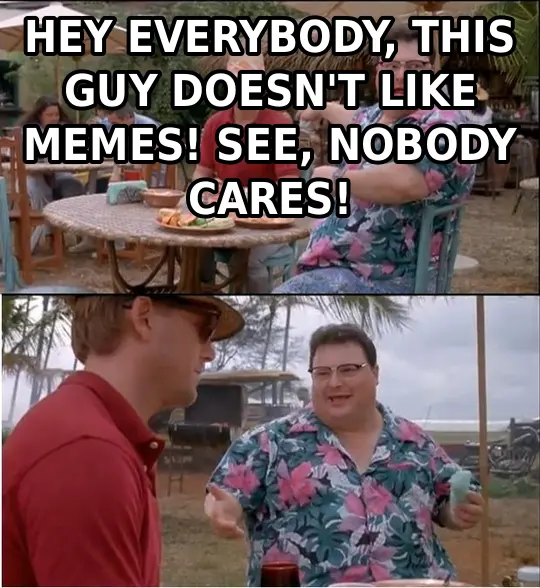 HEY EVERYBODY, THIS
GUY DOESN'T LIKE
MEMES! SEE, NOBODY
CARES!